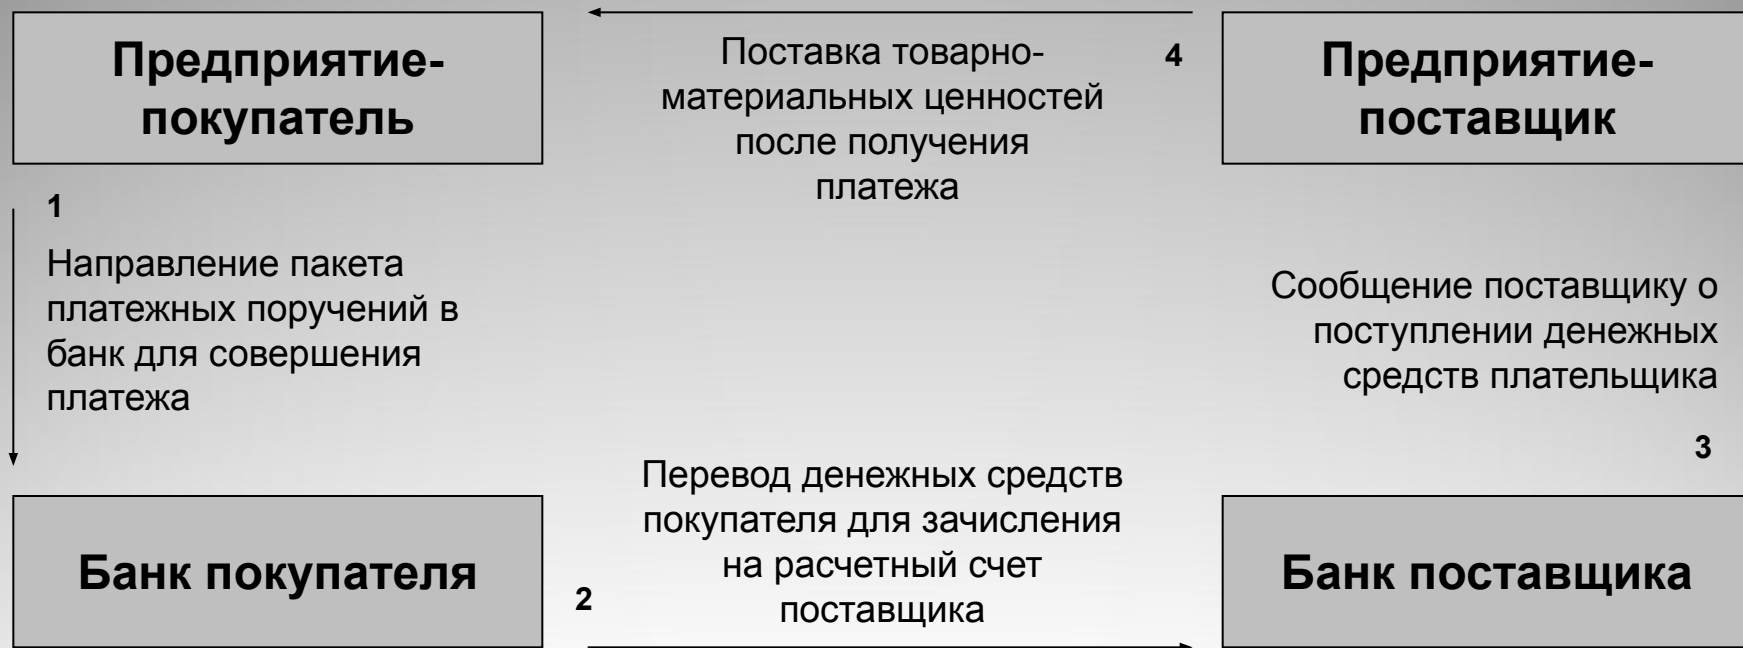 Предприятие-
покупатель
Поставка товарно-
материальных ценностей
после получения
платежа
4
Предприятие-
поставщик
1
Направление пакета
платежных поручений в
банк для совершения
платежа
Сообщение поставщику о
поступлении денежных
средств плательщика
3
Банк покупателя
2
Перевод денежных средств
покупателя для зачисления
на расчетный счет
поставщика
Банк поставщика